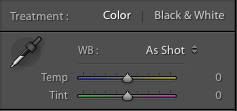 Treatment : Color | Black & White
WB : As Shot
Temp 0
Tint 0